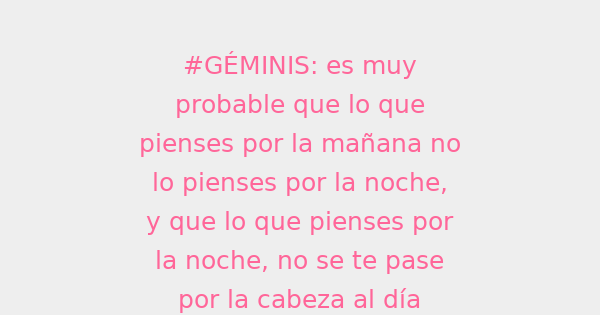 #GÉMINIS: es muy
probable que lo que
pienses por la mañana no
lo pienses por la noche,
y que lo que pienses por
la noche, no se te pase
por la cabeza al día